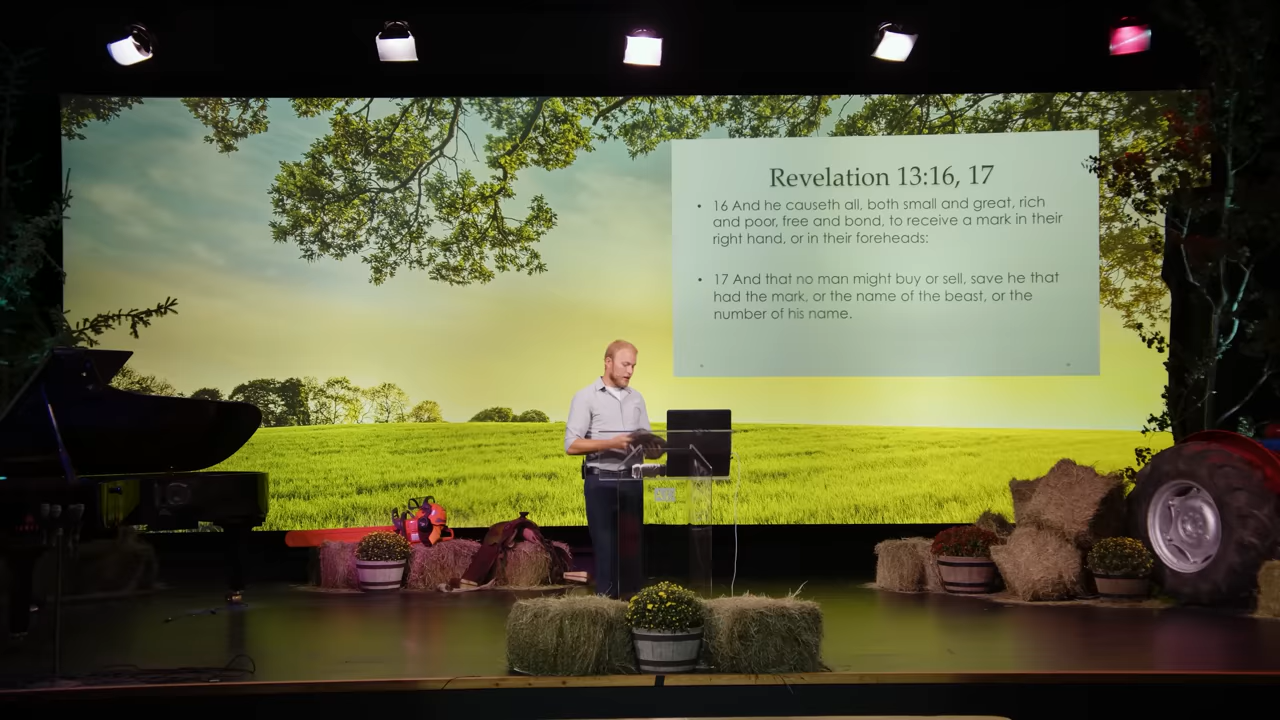 Revelation 13:16, 17
• 16 And he causeth all, both small and great, rich
and poor, free and bond, to receive a mark in their
right hand, or in their foreheads:
• 17 And that no man might buy or sell, save he that
had the mark, or the name of the beast, or the
number of his name.